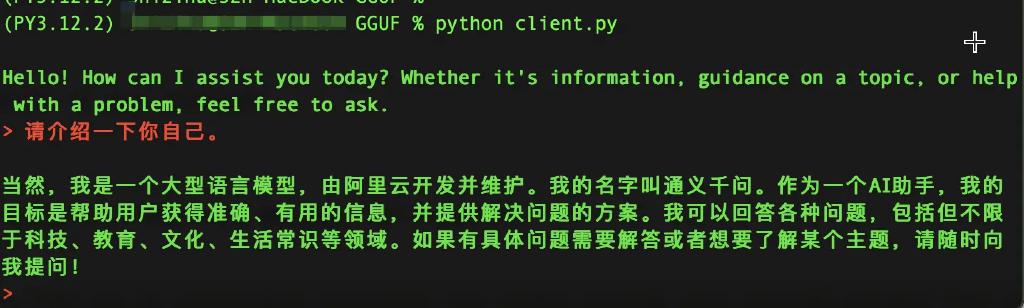 (PY3.12.2) GGUF %
(PY3.12.2) GGUF % python client.py
Hello! How can I assist you today? Whether it's information, guidance on a topic, or help
with a problem, feel free to ask.
> 请介绍一下你自己。
当然，我是一个大型语言模型，由阿里云开发并维护。我的名字叫通义千问。作为一个AI助手，我的
目标是帮助用户获得准确、有用的信息，并提供解决问题的方案。我可以回答各种问题，包括但不限
于科技、教育、文化、生活常识等领域。如果有具体问题需要解答或者想要了解某个主题，请随时向
我提问！
>